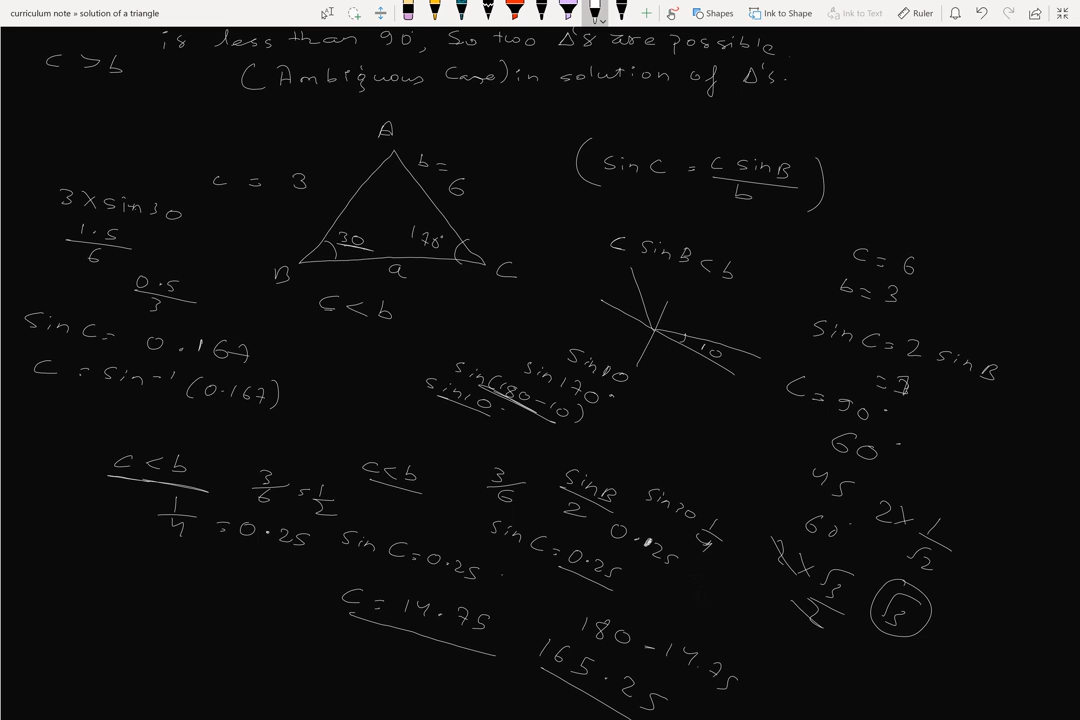 curriculum note » solution of a triangle
Shapes
Ink to Shape
Ink to Text
Ruler
is less than 90°, So two Δ's are possible
(Ambiguous Case) in solution of Δ's.
c > b
A
b =
6
c = 3
30
170°
B
a
C
c < b
(Sin C = c sin B / b)
3 × sin 30
1.5 / 6
0.5 / 3
Sin C = 0.167
C = sin⁻¹ (0.167)
c sin B < b
10
sin 10
sin 170
sin(180-10)
sin 10
c = 6
b = 3
Sin C = 2 sin B
C = 90°
60°
45
60
2 × 1/√2
2 × √3/2
√3
c < b
3/6 = 1/2
c < b
3/6
Sin B / 2
1/4 = 0.25
Sin C = 0.25
Sin C = 0.25
0.25
1/4
C = 14.75
180 - 14.75
165.25